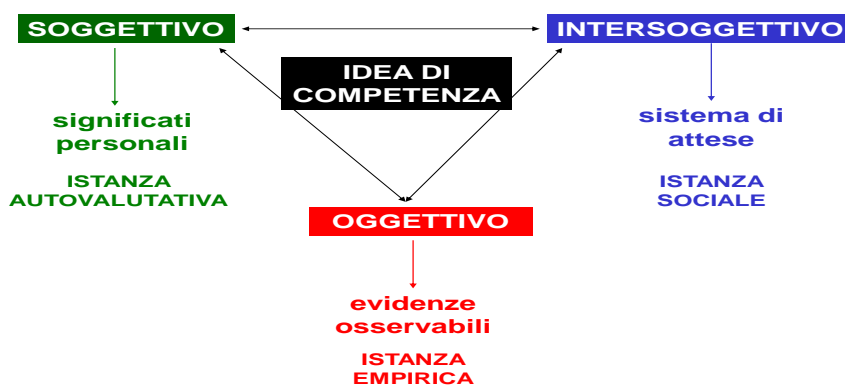 SOGGETTIVO
INTERSOGGETTIVO
IDEA DI
COMPETENZA
significati
personali
sistema di
attese
ISTANZA
AUTOVALUTATIVA
ISTANZA
SOCIALE
OGGETTIVO
evidenze
osservabili
ISTANZA
EMPIRICA